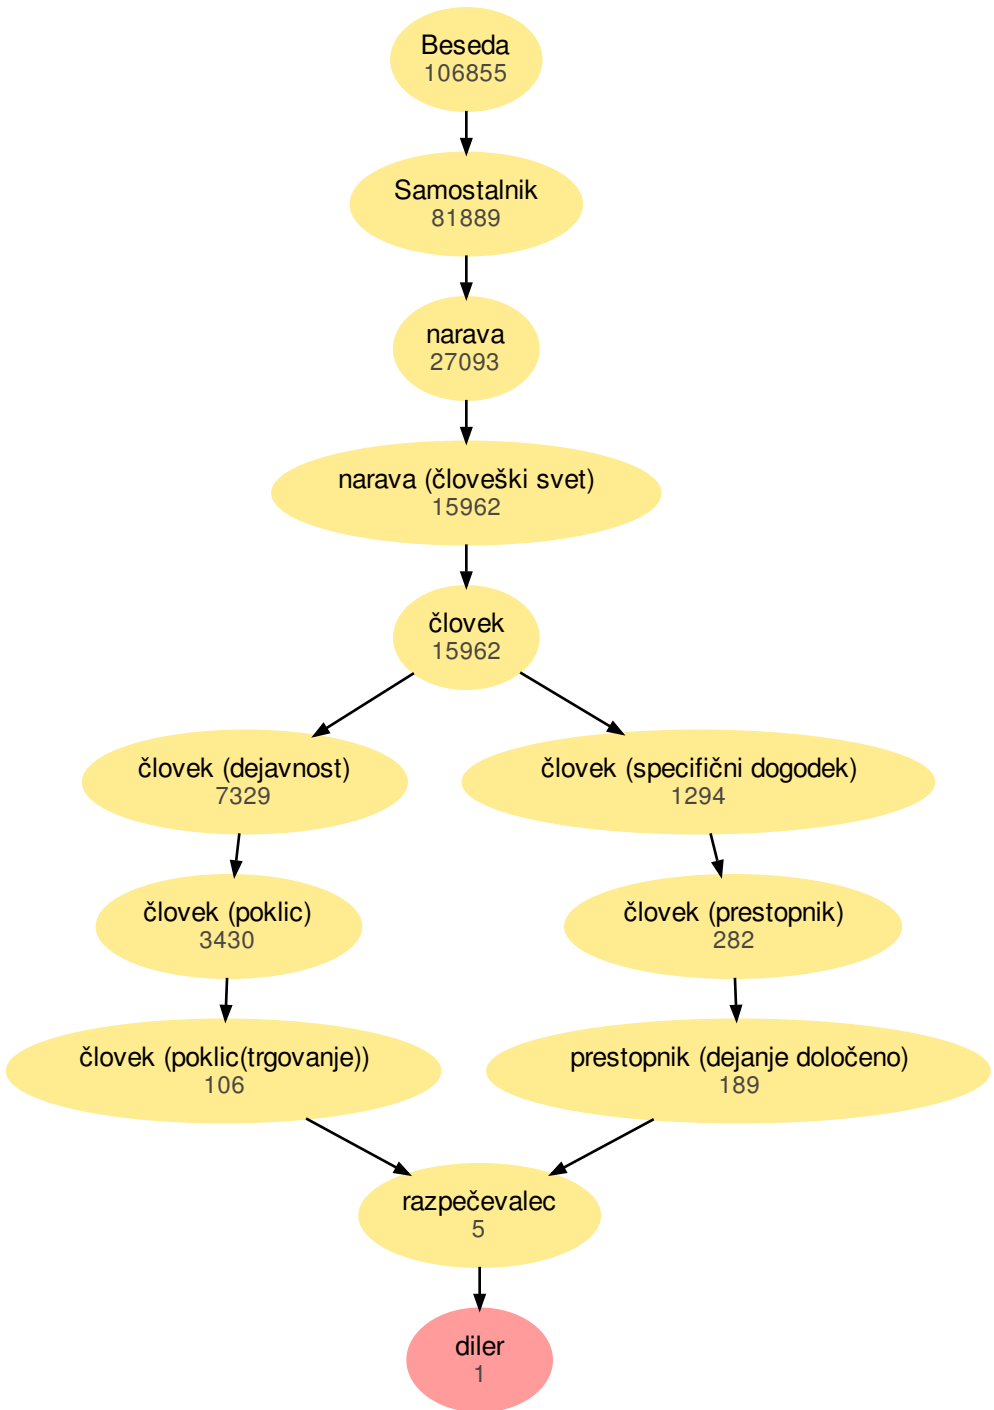 Beseda
106855
Samostalnik
81889
narava
27093
narava (človeški svet)
15962
človek
15962
človek (dejavnost)
7329
človek (specifični dogodek)
1294
človek (poklic)
3430
človek (prestopnik)
282
človek (poklic(trgovanje))
106
prestopnik (dejanje določeno)
189
razpečevalec
5
diler
1